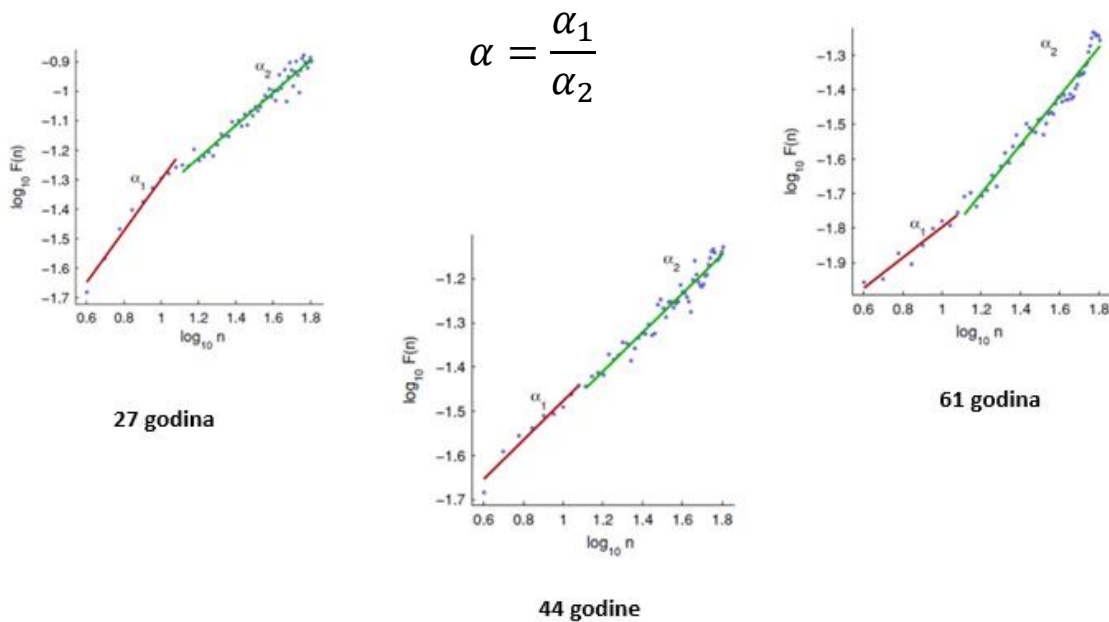 α = α₁ / α₂
−0.9
−1
−1.1
−1.2
−1.3
−1.4
−1.5
−1.6
−1.7
log₁₀ F(n)
α₁
α₂
0.6 0.8 1 1.2 1.4 1.6 1.8
log₁₀ n
27 godina
−1.2
−1.3
−1.4
−1.5
−1.6
−1.7
log₁₀ F(n)
α₁
α₂
0.6 0.8 1 1.2 1.4 1.6 1.8
log₁₀ n
44 godine
−1.3
−1.4
−1.5
−1.6
−1.7
−1.8
−1.9
log₁₀ F(n)
α₁
α₂
0.6 0.8 1 1.2 1.4 1.6 1.8
log₁₀ n
61 godina